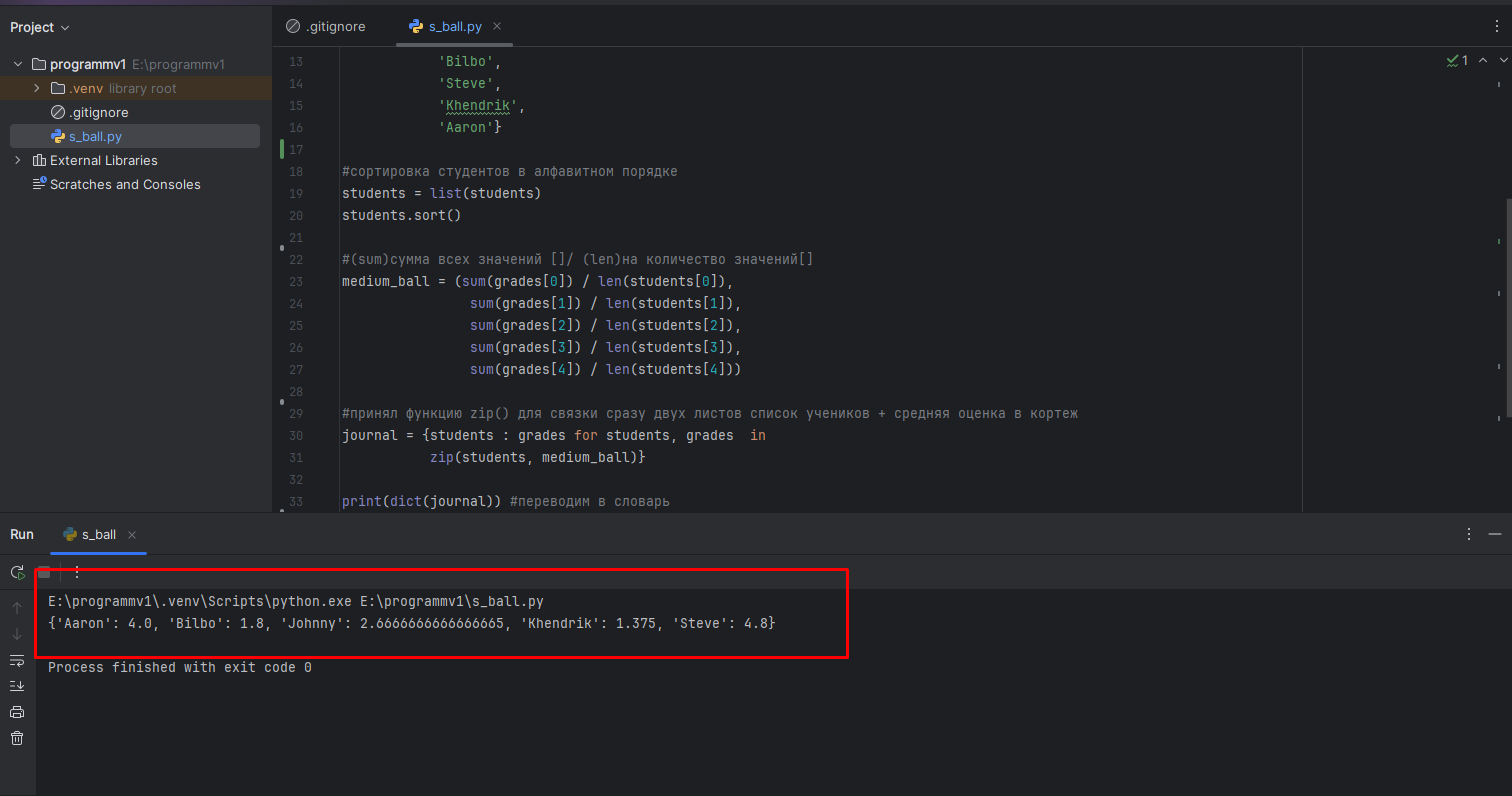 Project
.gitignore
s_ball.py
programmv1 E:\programmv1
.venv library root
.gitignore
s_ball.py
External Libraries
Scratches and Consoles
1
13 'Bilbo',
14 'Steve',
15 'Khendrik',
16 'Aaron'}
17
18 #сортировка студентов в алфавитном порядке
19 students = list(students)
20 students.sort()
21
22 #(sum)сумма всех значений []/ (len)на количество значений[]
23 medium_ball = (sum(grades[0]) / len(students[0]),
24 sum(grades[1]) / len(students[1]),
25 sum(grades[2]) / len(students[2]),
26 sum(grades[3]) / len(students[3]),
27 sum(grades[4]) / len(students[4]))
28
29 #принял функцию zip() для связки сразу двух листов список учеников + средняя оценка в кортеж
30 journal = {students : grades for students, grades  in
31 zip(students, medium_ball)}
32
33 print(dict(journal)) #переводим в словарь
Run
s_ball
E:\programmv1\.venv\Scripts\python.exe E:\programmv1\s_ball.py
{'Aaron': 4.0, 'Bilbo': 1.8, 'Johnny': 2.6666666666666665, 'Khendrik': 1.375, 'Steve': 4.8}
Process finished with exit code 0